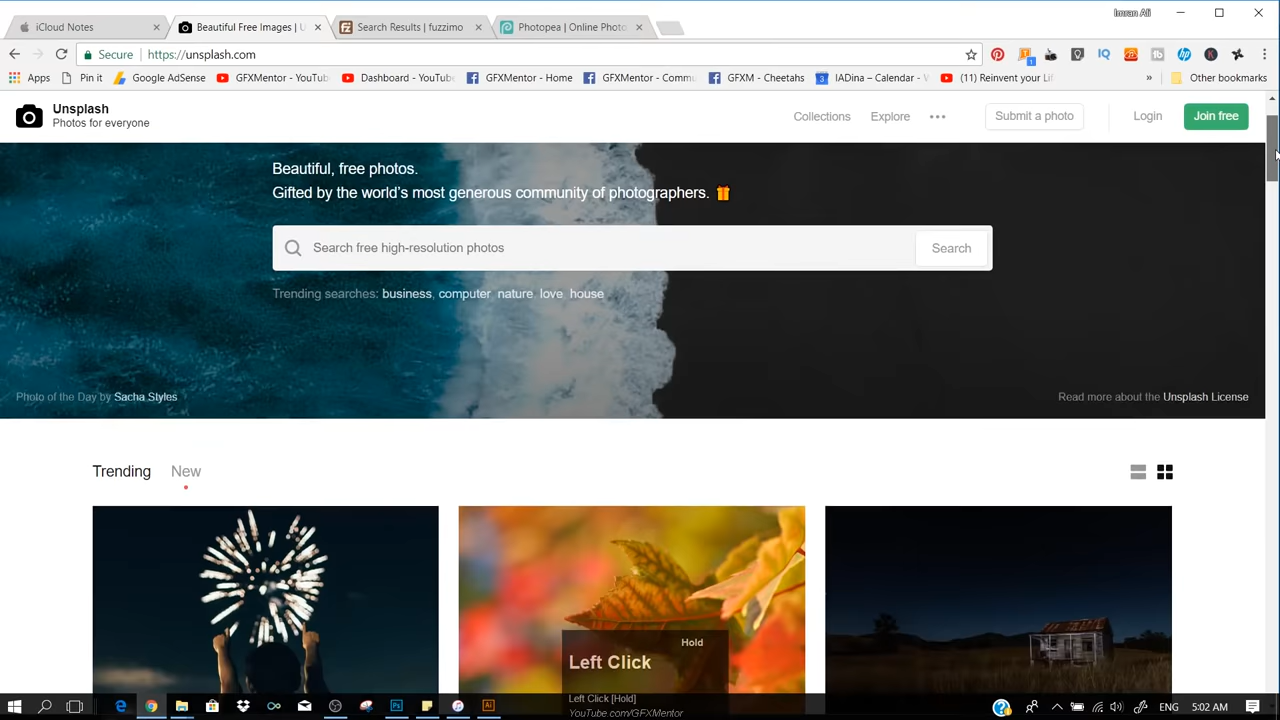 Imran Ali
iCloud Notes
Beautiful Free Images | U
Search Results | fuzzimo
Photopea | Online Photo
Secure
https://unsplash.com
Apps
Pin it
Google AdSense
GFXMentor - YouTu
Dashboard - YouTub
GFXMentor - Home
GFXMentor - Commu
GFXM - Cheetahs
IADina – Calendar -
(11) Reinvent your Lif
»
Other bookmarks
Unsplash
Photos for everyone
Collections
Explore
Submit a photo
Login
Join free
Beautiful, free photos.
Gifted by the world's most generous community of photographers.
Search free high-resolution photos
Search
Trending searches: business, computer, nature, love, house
Photo of the Day by Sacha Styles
Read more about the Unsplash License
Trending
New
Hold
Left Click
Left Click [Hold]
YouTube.com/GFXMentor
ENG
5:02 AM